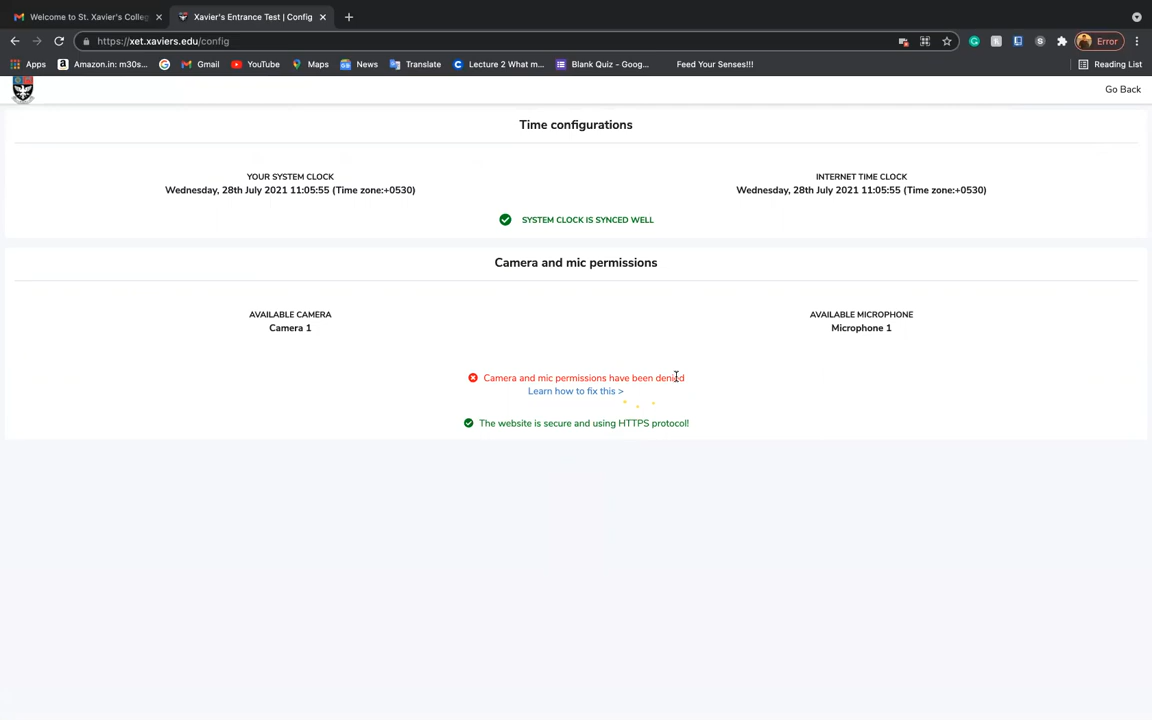 Welcome to St. Xavier's Colleg
Xavier's Entrance Test | Config
https://xet.xaviers.edu/config
Error
Apps
Amazon.in: m30s...
Gmail
YouTube
Maps
News
Translate
Lecture 2 What m...
Blank Quiz - Goog...
Feed Your Senses!!!
Reading List
Go Back
Time configurations
YOUR SYSTEM CLOCK
Wednesday, 28th July 2021 11:05:55 (Time zone:+0530)
INTERNET TIME CLOCK
Wednesday, 28th July 2021 11:05:55 (Time zone:+0530)
SYSTEM CLOCK IS SYNCED WELL
Camera and mic permissions
AVAILABLE CAMERA
Camera 1
AVAILABLE MICROPHONE
Microphone 1
Camera and mic permissions have been denied
Learn how to fix this >
The website is secure and using HTTPS protocol!